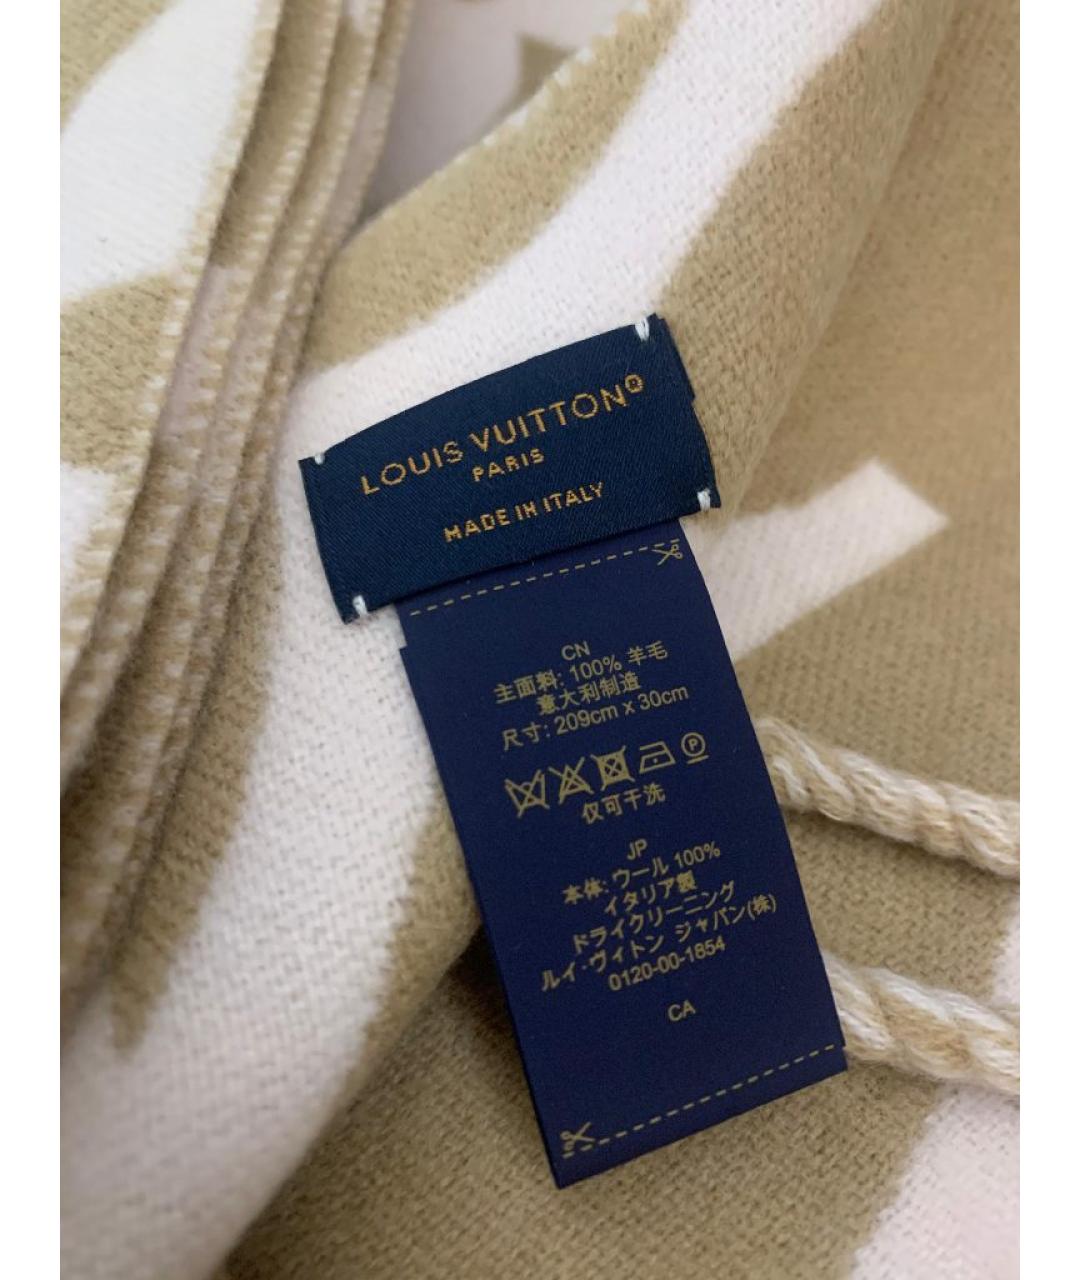 LOUIS VUITTON®
PARIS
MADE IN ITALY
CN
主面料: 100% 羊毛
意大利制造
尺寸: 209cm x 30cm
P
仅可干洗
JP
本体: ウール 100%
イタリア製
ドライクリーニング
ルイ・ヴィトン ジャパン(株)
0120-00-1854
CA